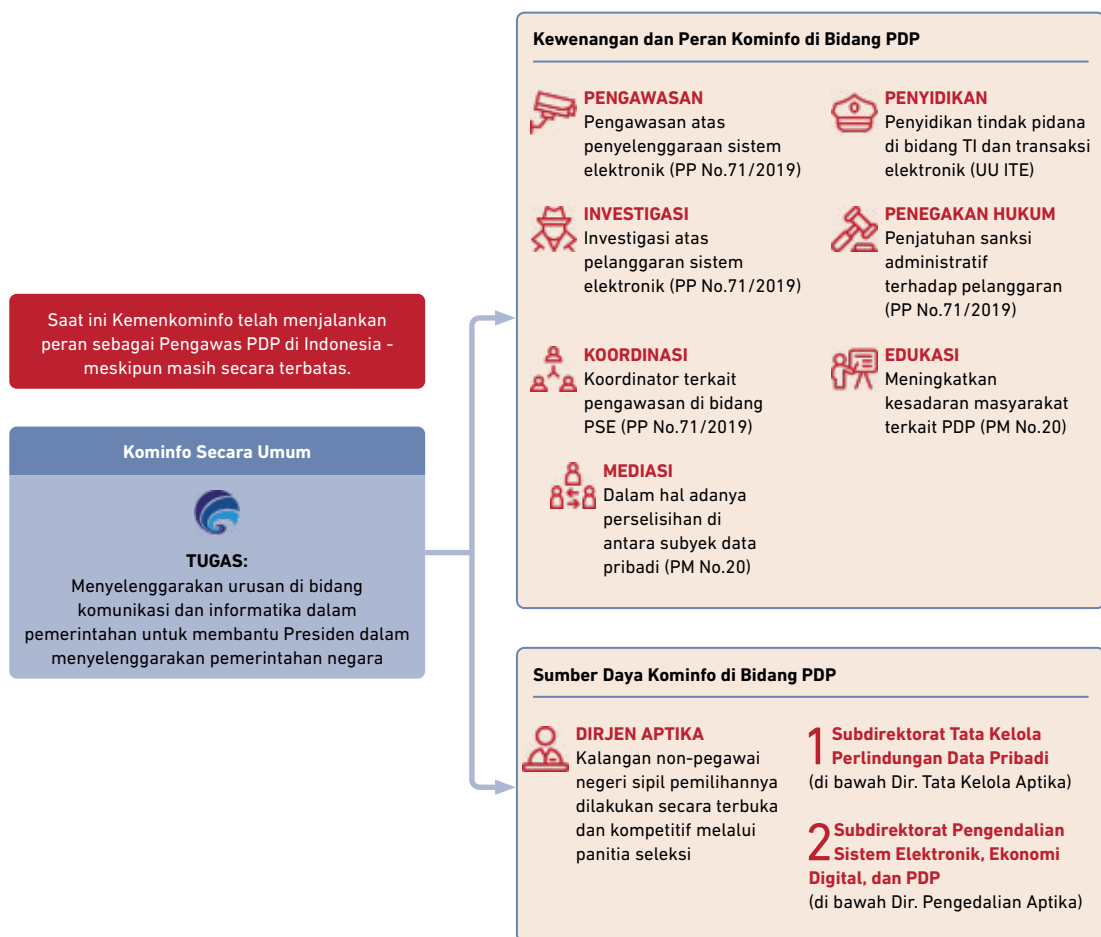 Saat ini Kemenkominfo telah menjalankan
peran sebagai Pengawas PDP di Indonesia -
meskipun masih secara terbatas.
Kominfo Secara Umum
TUGAS:
Menyelenggarakan urusan di bidang
komunikasi dan informatika dalam
pemerintahan untuk membantu Presiden dalam
menyelenggarakan pemerintahan negara
Kewenangan dan Peran Kominfo di Bidang PDP
PENGAWASAN
Pengawasan atas
penyelenggaraan sistem
elektronik (PP No.71/2019)
PENYIDIKAN
Penyidikan tindak pidana
di bidang TI dan transaksi
elektronik (UU ITE)
INVESTIGASI
Investigasi atas
pelanggaran sistem
elektronik (PP No.71/2019)
PENEGAKAN HUKUM
Penjatuhan sanksi
administratif
terhadap pelanggaran
(PP No.71/2019)
KOORDINASI
Koordinator terkait
pengawasan di bidang
PSE (PP No.71/2019)
EDUKASI
Meningkatkan
kesadaran masyarakat
terkait PDP (PM No.20)
MEDIASI
Dalam hal adanya
perselisihan di
antara subyek data
pribadi (PM No.20)
Sumber Daya Kominfo di Bidang PDP
DIRJEN APTIKA
Kalangan non-pegawai
negeri sipil pemilihannya
dilakukan secara terbuka
dan kompetitif melalui
panitia seleksi
1 Subdirektorat Tata Kelola
Perlindungan Data Pribadi
(di bawah Dir. Tata Kelola Aptika)
2 Subdirektorat Pengendalian
Sistem Elektronik, Ekonomi
Digital, dan PDP
(di bawah Dir. Pengedalian Aptika)